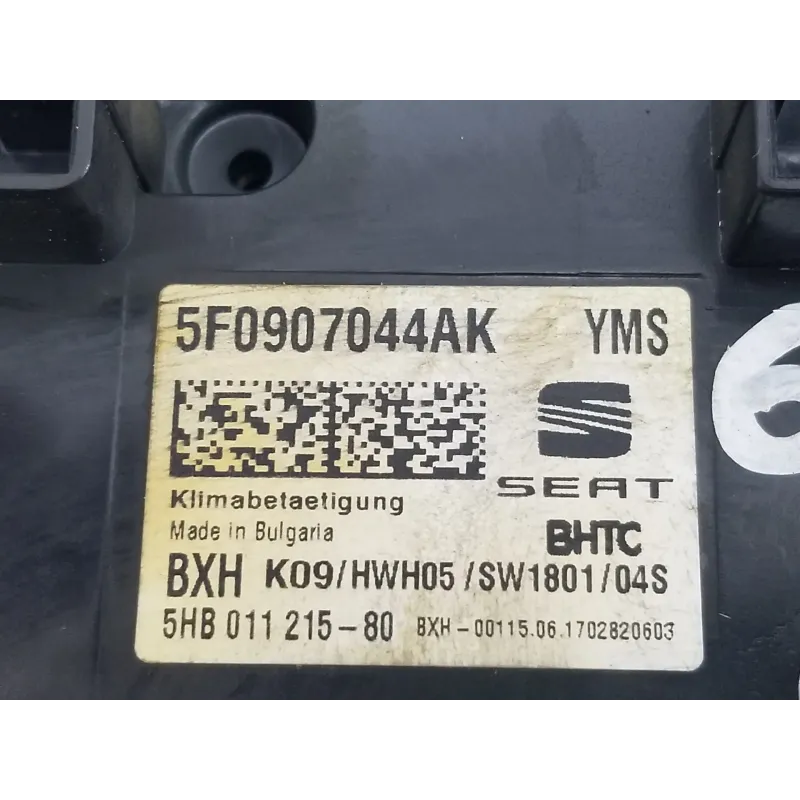 5F0907044AK YMS
SEAT
Klimabetaetigung
Made in Bulgaria
BHTC
BXH K09/HWH05/SW1801/04S
5HB 011 215-80 BXH-00115.06.1702820603
6